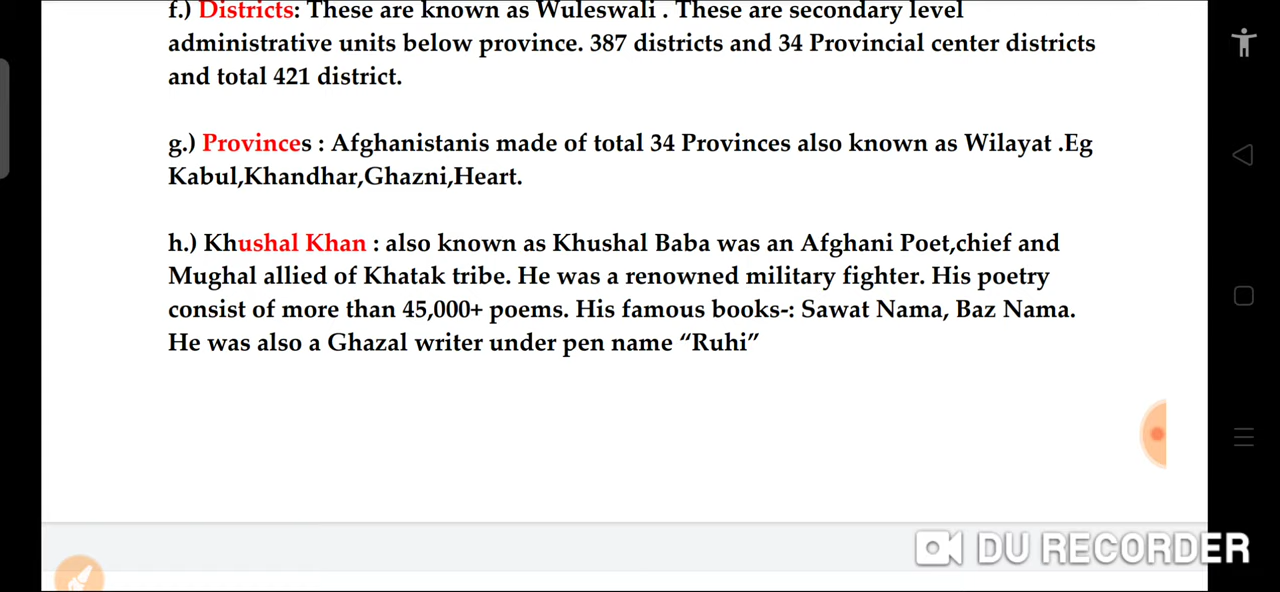 f.) Districts: These are known as Wuleswali . These are secondary level
administrative units below province. 387 districts and 34 Provincial center districts
and total 421 district.
g.) Provinces : Afghanistanis made of total 34 Provinces also known as Wilayat .Eg
Kabul,Khandhar,Ghazni,Heart.
h.) Khushal Khan : also known as Khushal Baba was an Afghani Poet,chief and
Mughal allied of Khatak tribe. He was a renowned military fighter. His poetry
consist of more than 45,000+ poems. His famous books-: Sawat Nama, Baz Nama.
He was also a Ghazal writer under pen name “Ruhi”
DU RECORDER